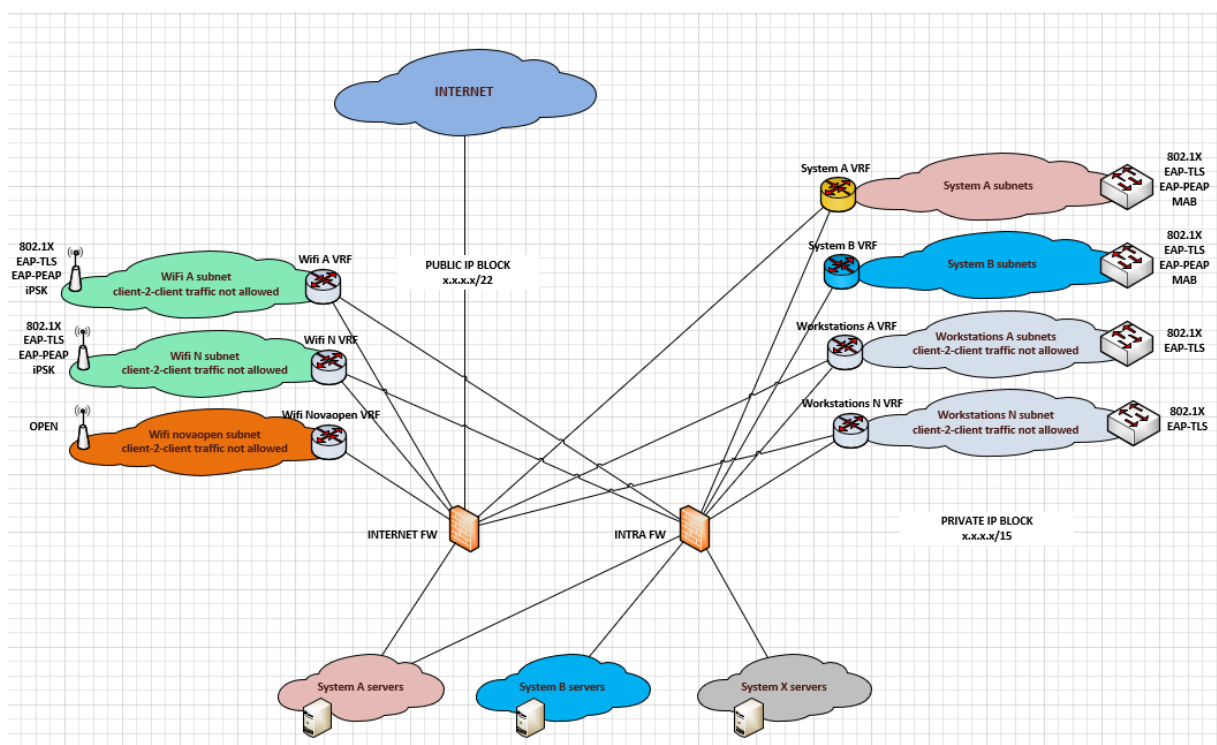 INTERNET
PUBLIC IP BLOCK
x.x.x.x/22
802.1X
EAP-TLS
EAP-PEAP
iPSK
WiFi A subnet
client-2-client traffic not allowed
Wifi A VRF
802.1X
EAP-TLS
EAP-PEAP
iPSK
Wifi N subnet
client-2-client traffic not allowed
Wifi N VRF
OPEN
Wifi novaopen subnet
client-2-client traffic not allowed
Wifi Novaopen VRF
System A VRF
System A subnets
802.1X
EAP-TLS
EAP-PEAP
MAB
System B VRF
System B subnets
802.1X
EAP-TLS
EAP-PEAP
MAB
Workstations A VRF
Workstations A subnets
client-2-client traffic not allowed
802.1X
EAP-TLS
Workstations N VRF
Workstations N subnet
client-2-client traffic not allowed
802.1X
EAP-TLS
INTERNET FW
INTRA FW
PRIVATE IP BLOCK
x.x.x.x/15
System A servers
System B servers
System X servers